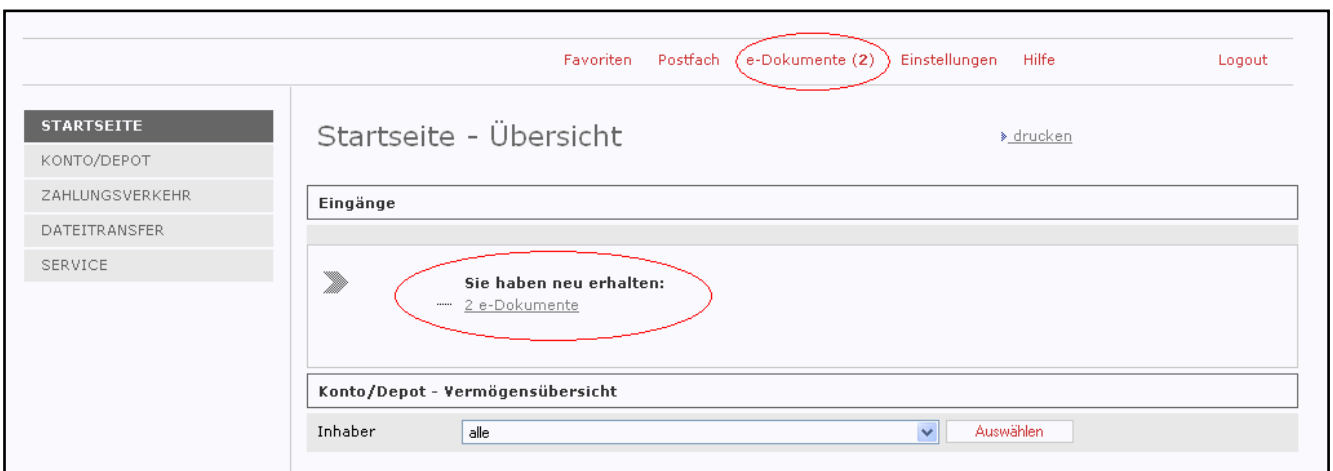 Favoriten Postfach e-Dokumente (2) Einstellungen Hilfe Logout
STARTSEITE
KONTO/DEPOT
ZAHLUNGSVERKEHR
DATEITRANSFER
SERVICE
Startseite - Übersicht drucken
Eingänge
Sie haben neu erhalten:
2 e-Dokumente
Konto/Depot - Vermögensübersicht
Inhaber alle Auswählen